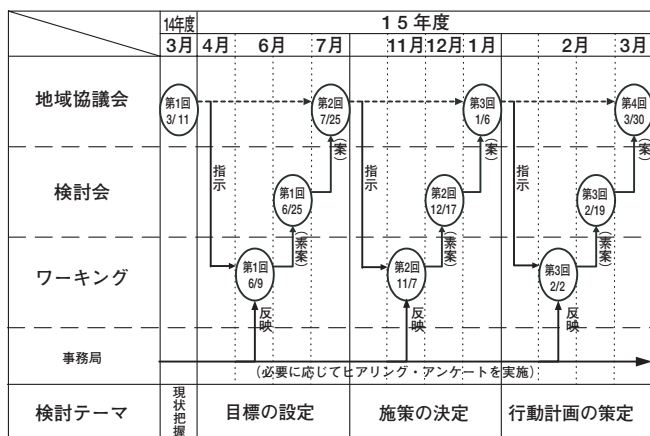 14年度 15年度
3月 4月 6月 7月 11月 12月 1月 2月 3月
地域協議会
第1回
3/11
第2回
7/25
第3回
1/6
第4回
3/30
指示
(案)
指示
(案)
指示
(案)
検討会
第1回
6/25
第2回
12/17
第3回
2/19
(素案)
(素案)
(素案)
ワーキング
第1回
6/9
第2回
11/7
第3回
2/2
反映
反映
反映
事務局
(必要に応じてヒアリング・アンケートを実施)
検討テーマ 現状把握 目標の設定 施策の決定 行動計画の策定